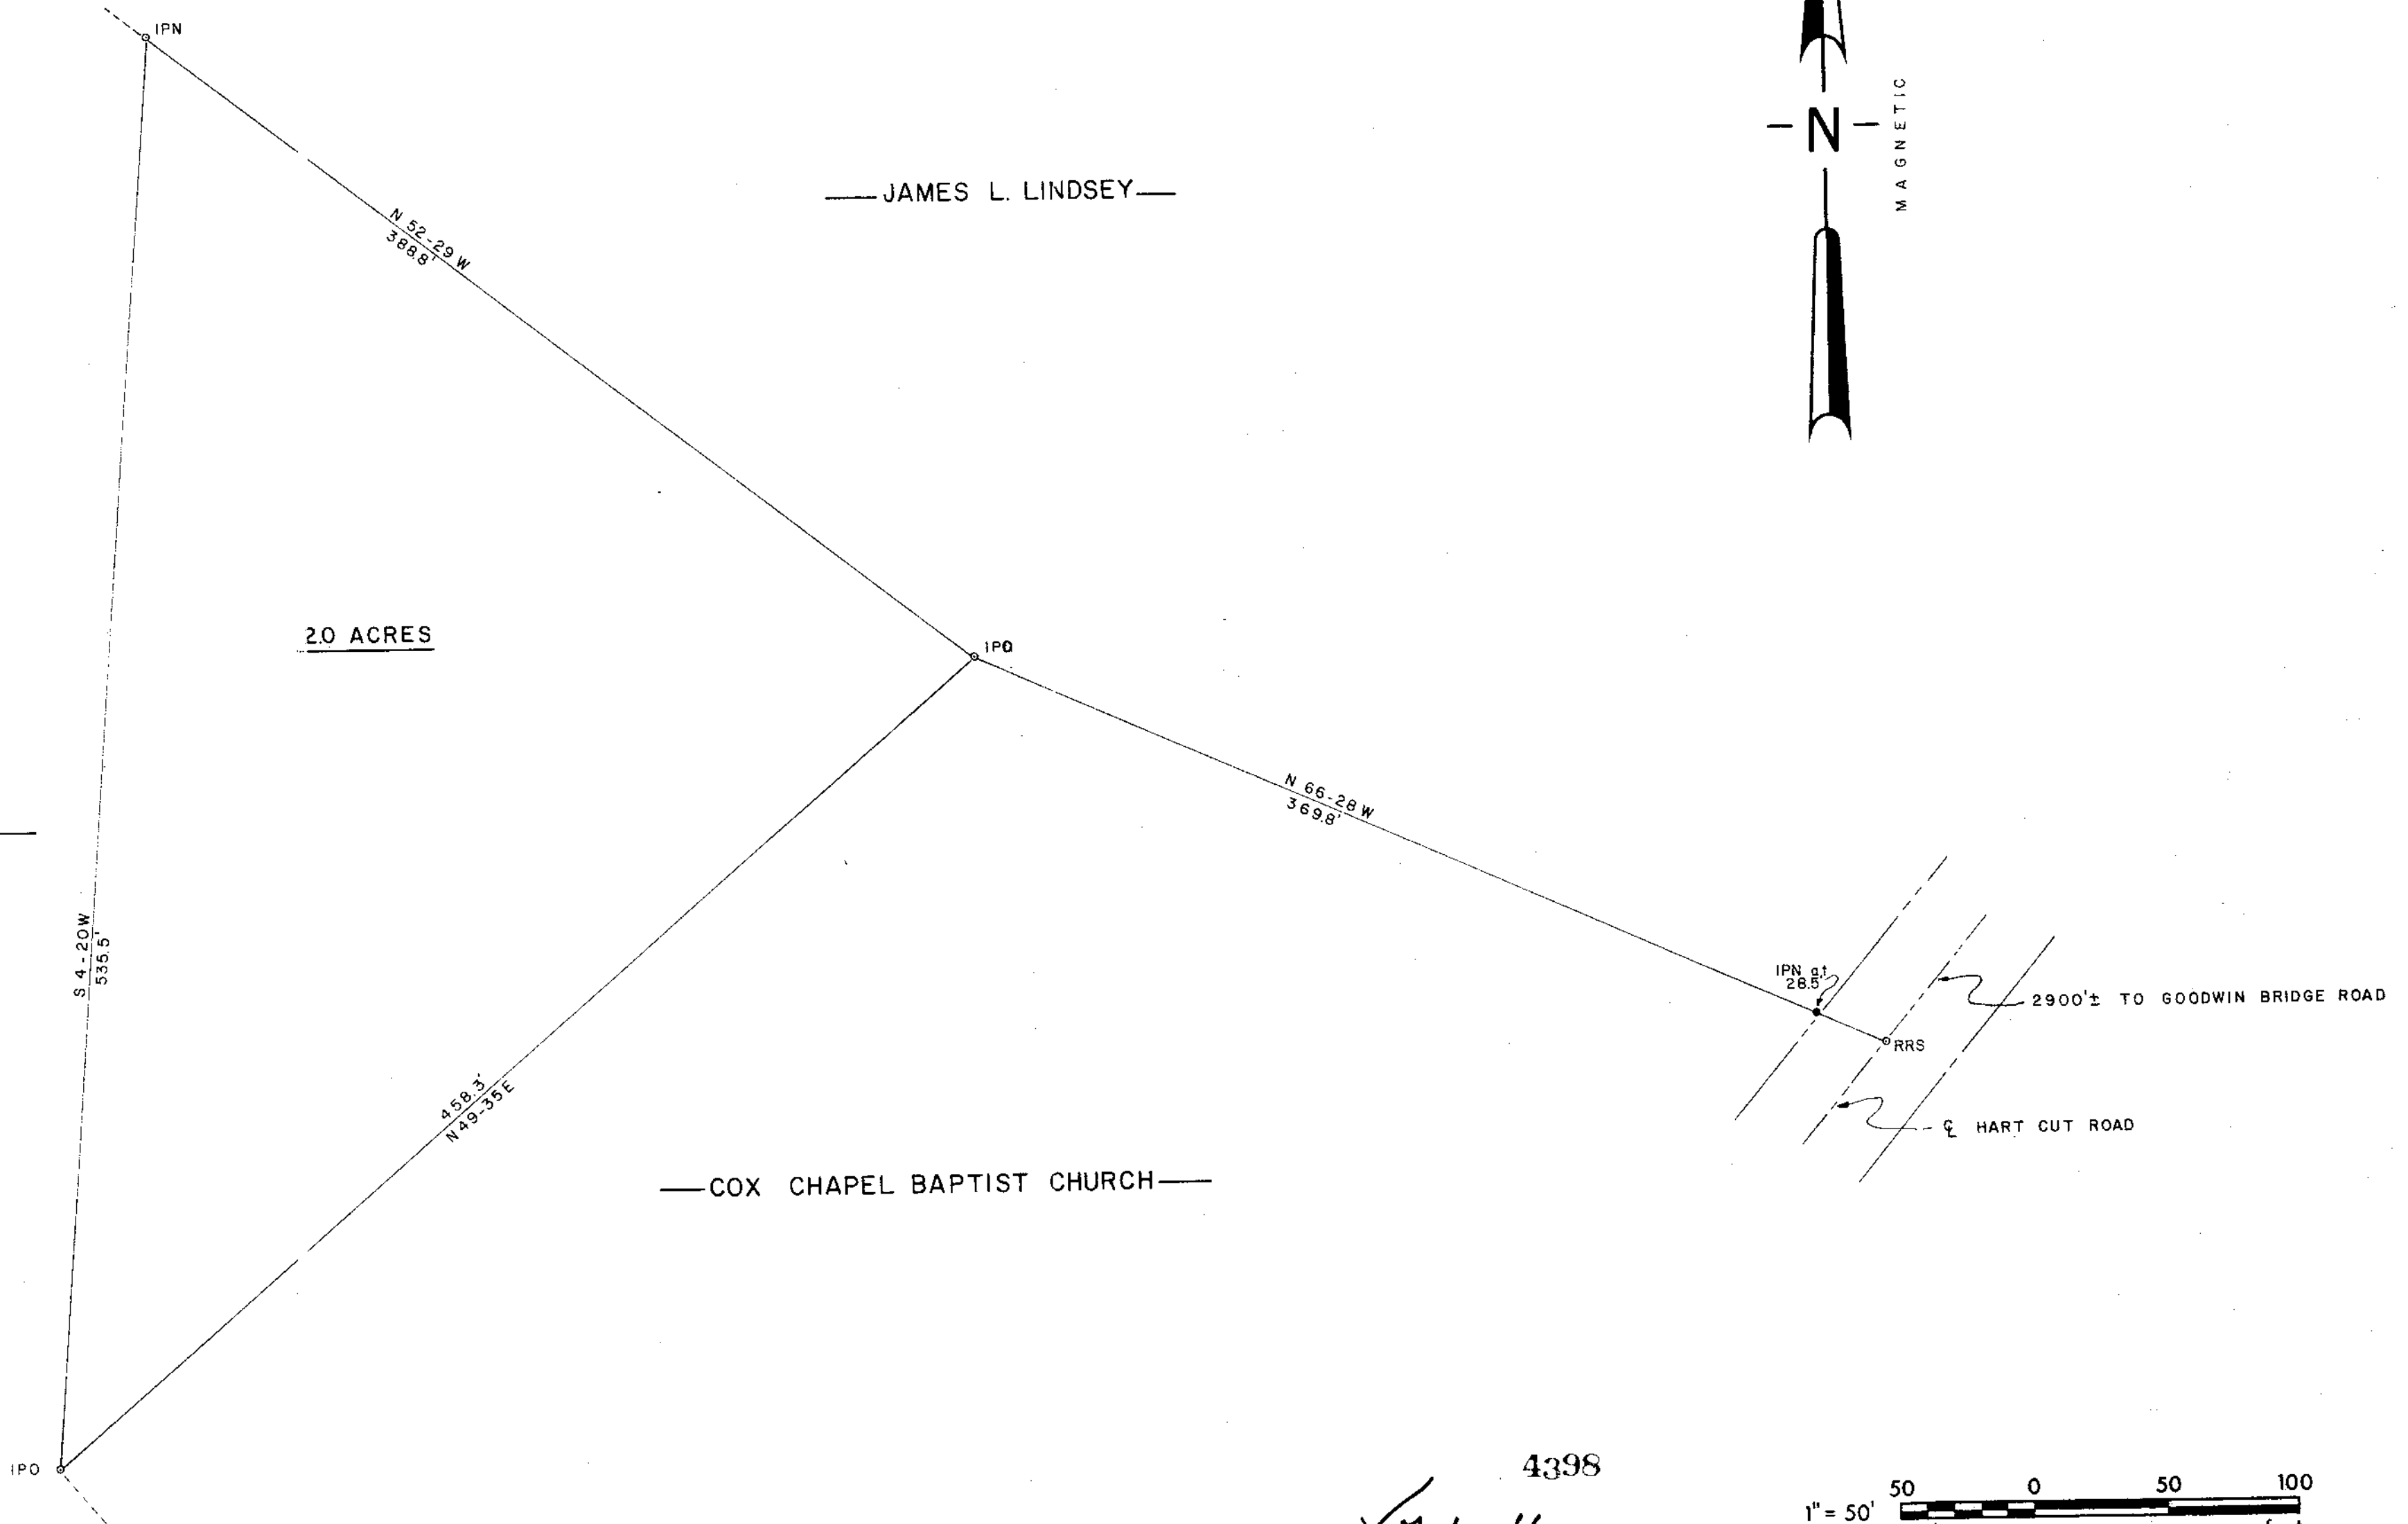 IPN
N
MAGNETIC
JAMES L. LINDSEY
N 52-29 W
388.8'
2.0 ACRES
IPO
N 66-28 W
369.8'
S 4-20W
535.5'
IPN at
28.5'
2900'± TO GOODWIN BRIDGE ROAD
RRS
458.3'
N 49-35 E
℄ HART CUT ROAD
COX CHAPEL BAPTIST CHURCH
IPO
4398
50 0 50 100
1" = 50'